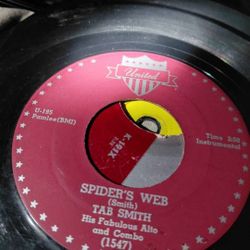 United
U-195
Pamlee(BMI)
Time 2:50
Instrumental
K-181X
SPIDER'S WEB
(Smith)
TAB SMITH
His Fabulous Alto
and Combo
(1547)